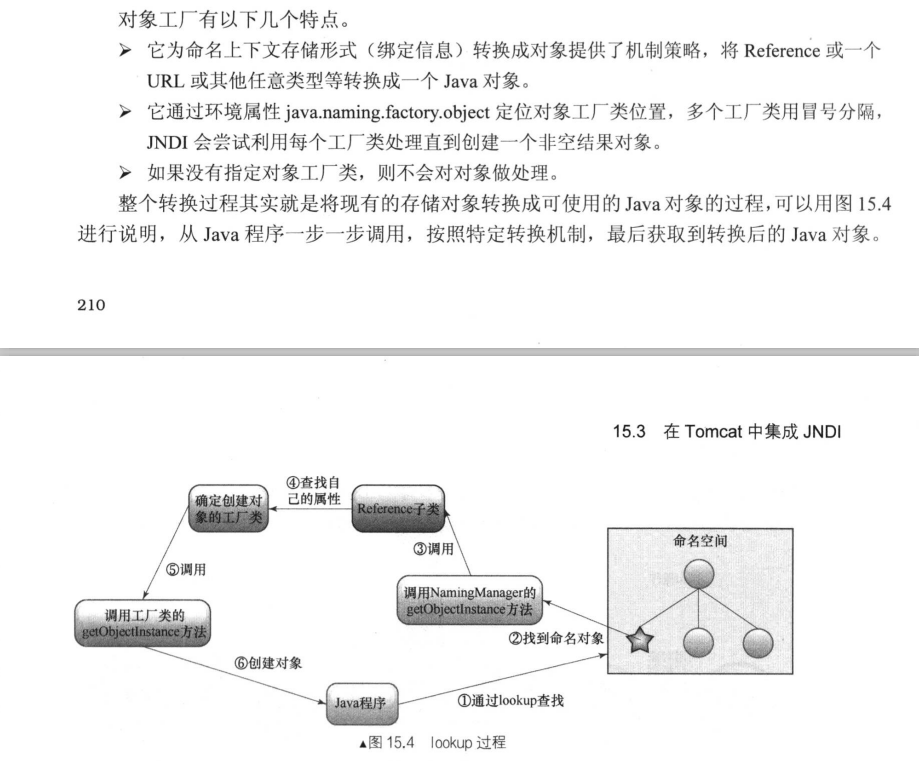 对象工厂有以下几个特点。
➢ 它为命名上下文存储形式（绑定信息）转换成对象提供了机制策略，将 Reference 或一个
URL 或其他任意类型等转换成一个 Java 对象。
➢ 它通过环境属性 java.naming.factory.object 定位对象工厂类位置，多个工厂类用冒号分隔，
JNDI 会尝试利用每个工厂类处理直到创建一个非空结果对象。
➢ 如果没有指定对象工厂类，则不会对对象做处理。
整个转换过程其实就是将现有的存储对象转换成可使用的 Java 对象的过程，可以用图 15.4
进行说明，从 Java 程序一步一步调用，按照特定转换机制，最后获取到转换后的 Java 对象。
210
15.3 在 Tomcat 中集成 JNDI
④查找自
己的属性
确定创建对
象的工厂类
Reference子类
命名空间
③调用
⑤调用
调用NamingManager的
getObjectInstance方法
调用工厂类的
getObjectInstance方法
②找到命名对象
⑥创建对象
Java程序
①通过lookup查找
▲图 15.4 lookup 过程